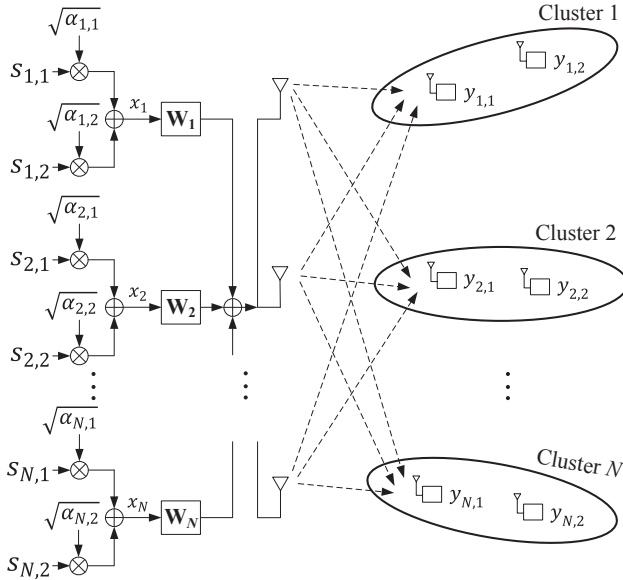 √α1,1
s1,1
√α1,2
x1
W1
s1,2
√α2,1
s2,1
√α2,2
x2
W2
s2,2
√αN,1
sN,1
√αN,2
xN
WN
sN,2
Cluster 1
y1,1
y1,2
Cluster 2
y2,1
y2,2
Cluster N
yN,1
yN,2